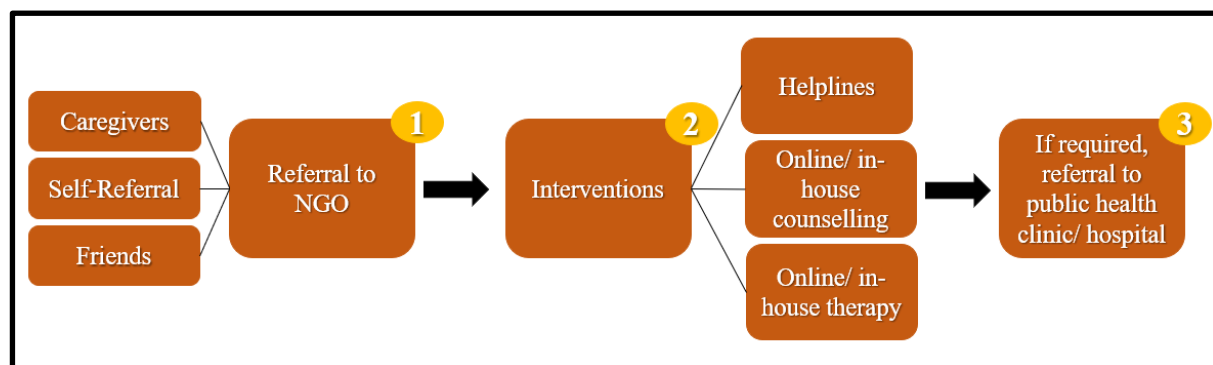 Caregivers
Self-Referral
Friends
1
Referral to
NGO
2
Interventions
Helplines
Online/ in-
house
counselling
Online/ in-
house therapy
3
If required,
referral to
public health
clinic/ hospital